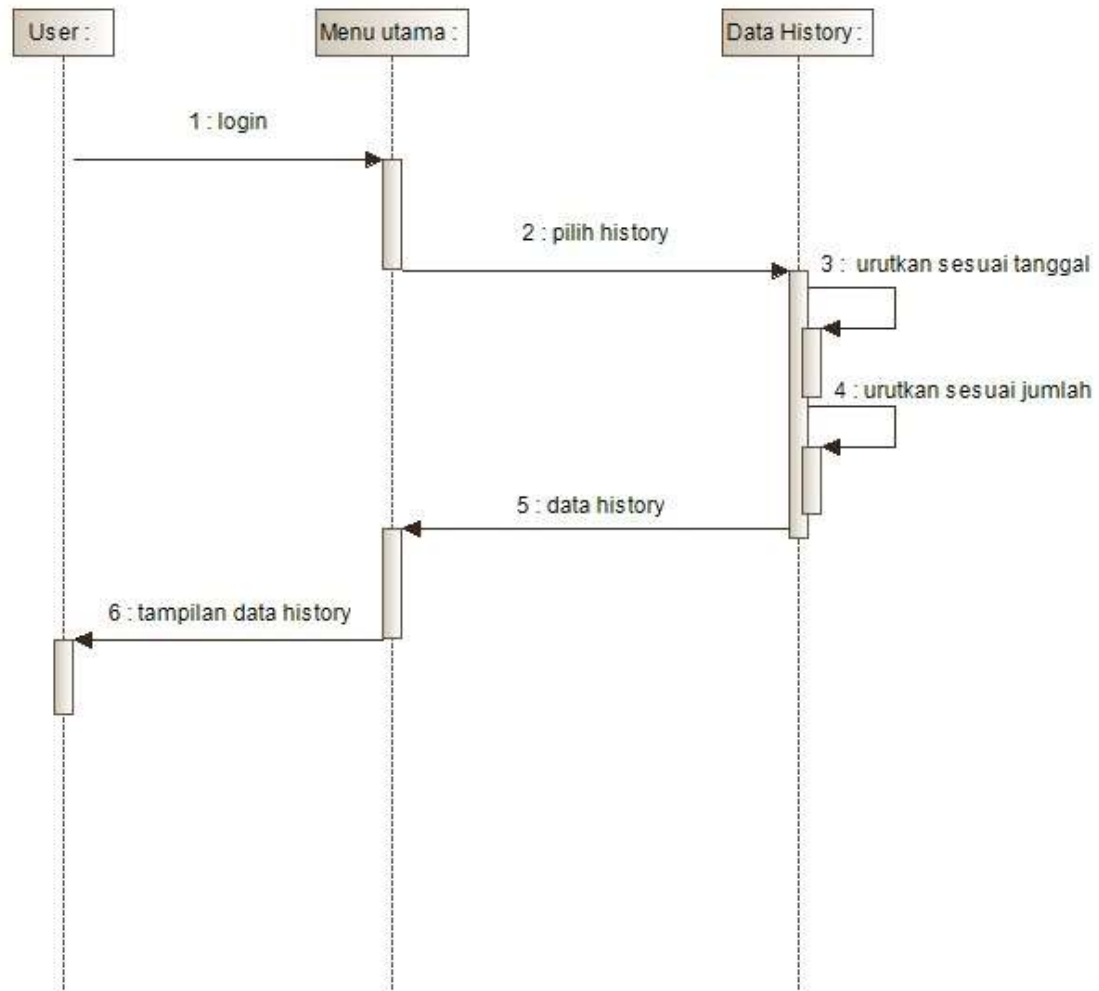 User :
Menu utama :
Data History :
1 : login
2 : pilih history
3 : urutkan sesuai tanggal
4 : urutkan sesuai jumlah
5 : data history
6 : tampilan data history